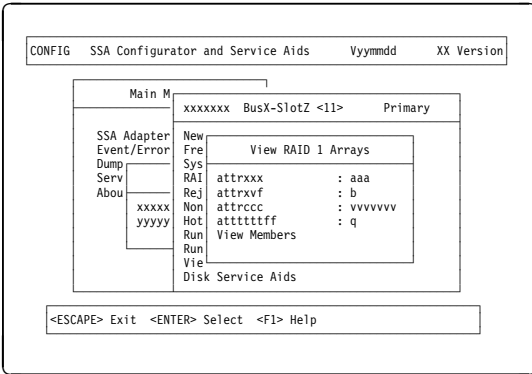 CONFIG SSA Configurator and Service Aids Vyymmdd XX Version
Main M
xxxxxxx BusX-SlotZ <11> Primary
SSA Adapter New
Event/Error Fre View RAID 1 Arrays
Dump Sys
Serv RAI attrxxx : aaa
Abou Rej attrxvf : b
xxxxx Non attrccc : vvvvvvv
yyyyy Hot attttttff : q
Run View Members
Run
Vie
Disk Service Aids
<ESCAPE> Exit <ENTER> Select <F1> Help